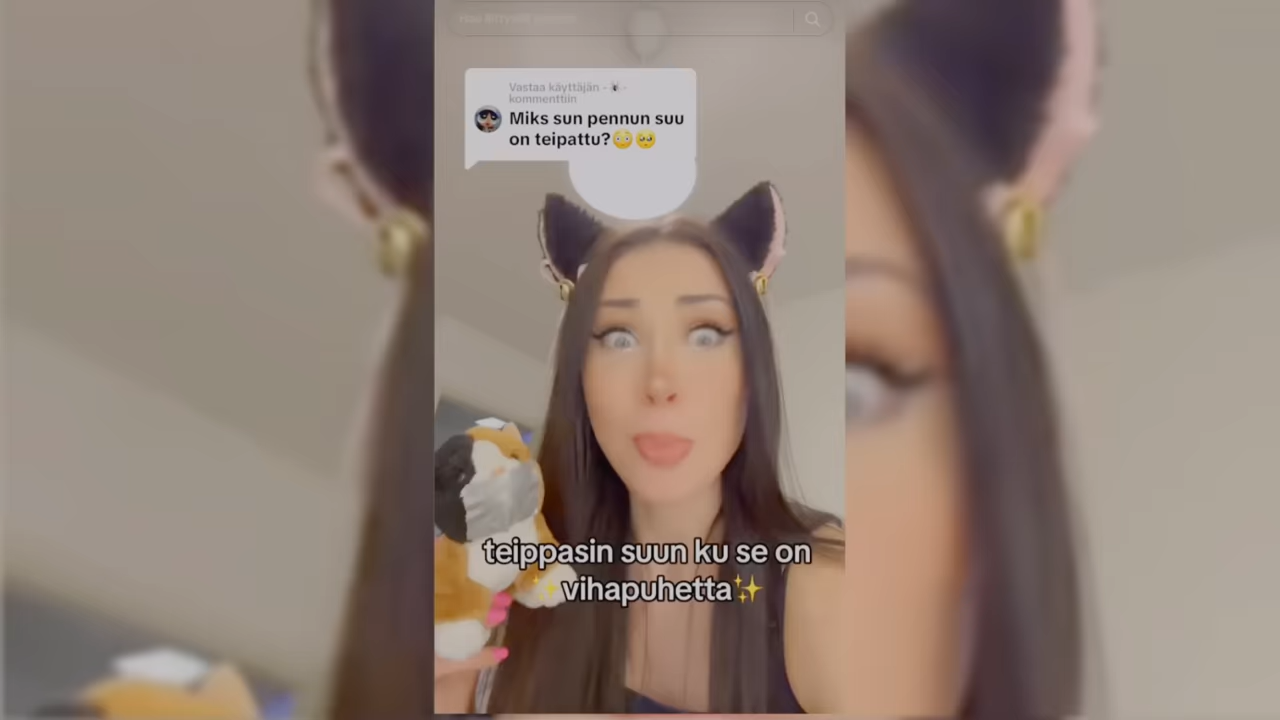 Vastaa käyttäjän -🕷️-
kommenttiin
Miks sun pennun suu
on teipattu?😳🥺
teippasin suun ku se on
✨vihapuhetta✨